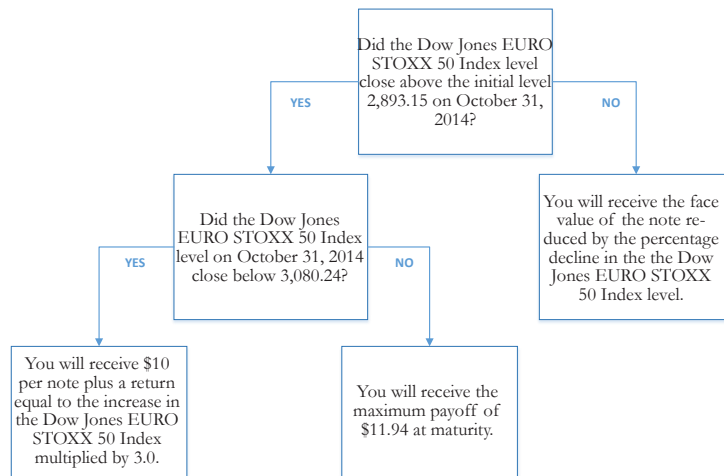 Did the Dow Jones EURO
STOXX 50 Index level
close above the initial level
2,893.15 on October 31,
2014?
YES
NO
Did the Dow Jones
EURO STOXX 50 Index
level on October 31, 2014
close below 3,080.24?
You will receive the face
value of the note re-
duced by the percentage
decline in the the Dow
Jones EURO STOXX
50 Index level.
YES
NO
You will receive $10
per note plus a return
equal to the increase in
the Dow Jones EURO
STOXX 50 Index
multiplied by 3.0.
You will receive the
maximum payoff of
$11.94 at maturity.